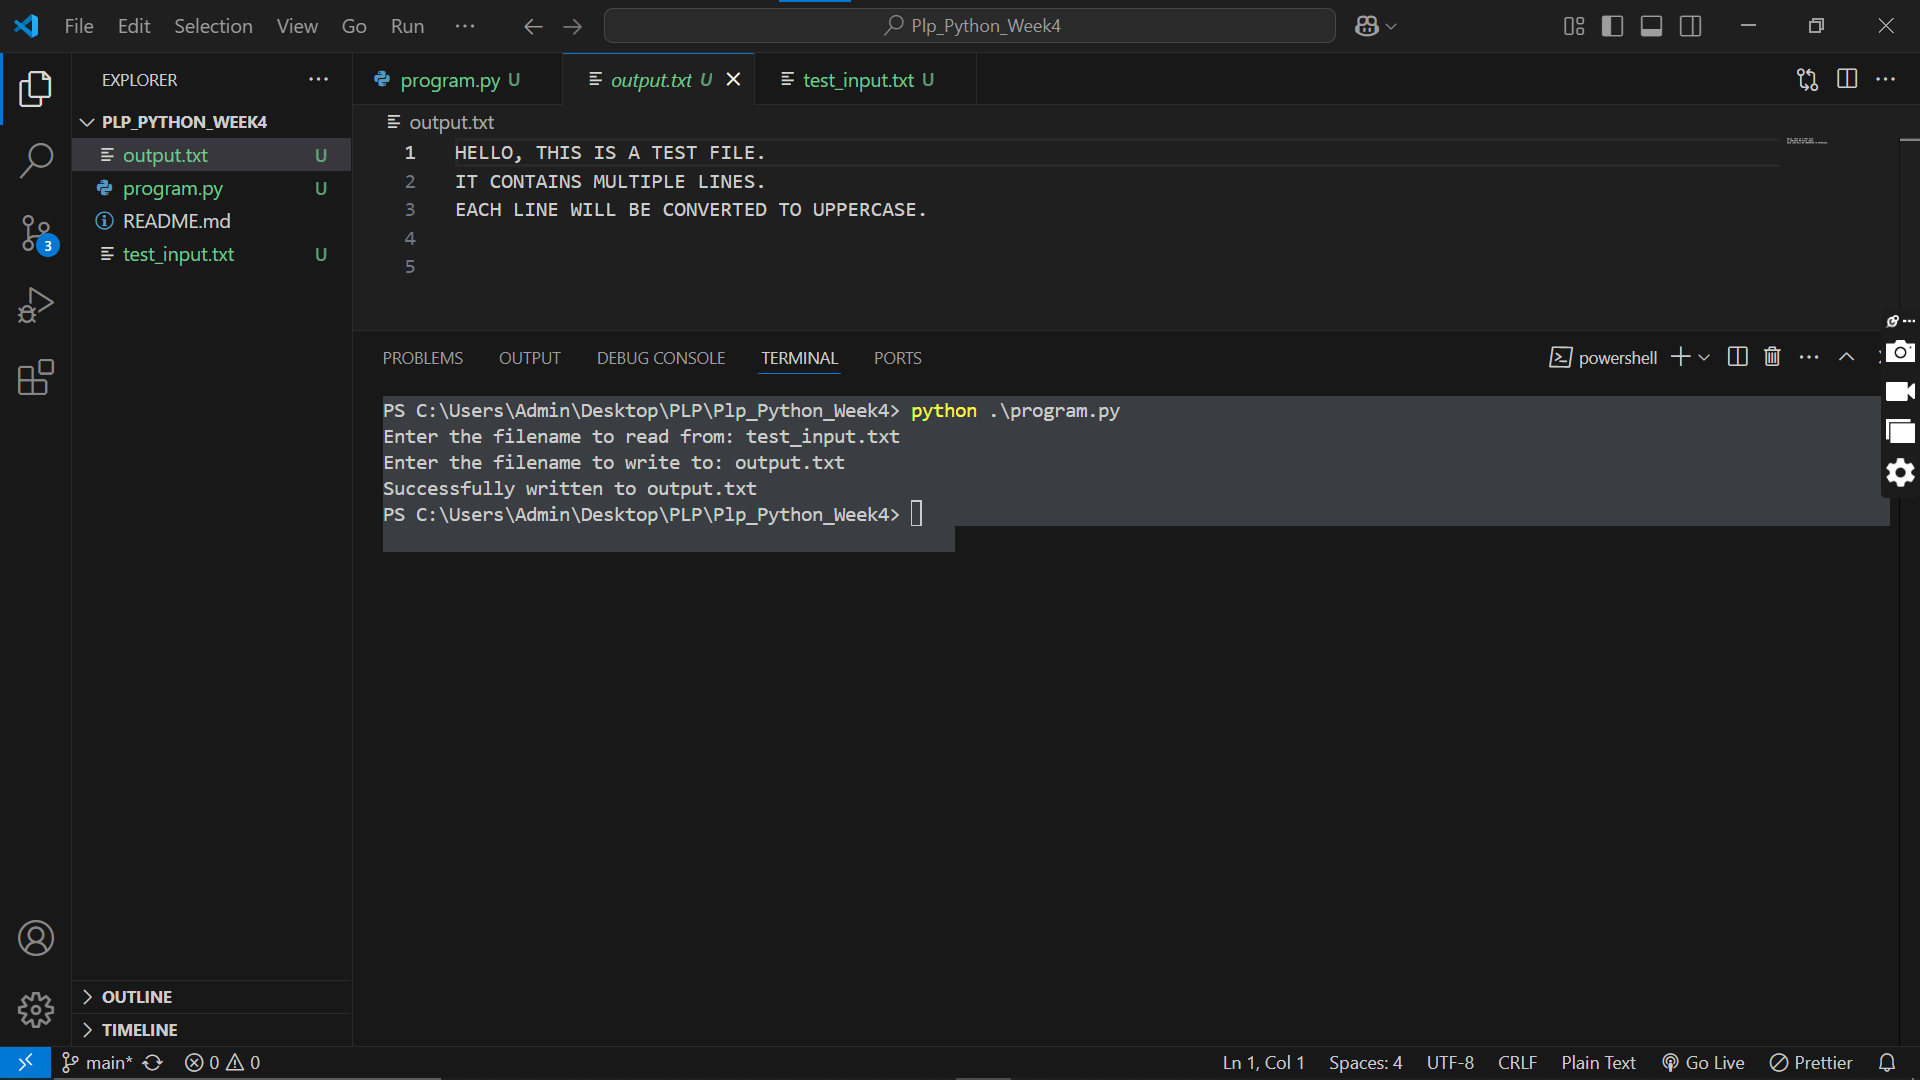 File Edit Selection View Go Run ···
Plp_Python_Week4
EXPLORER ···
PLP_PYTHON_WEEK4
output.txt U
program.py U
README.md
test_input.txt U
OUTLINE
TIMELINE
program.py U
output.txt U
test_input.txt U
output.txt
1 HELLO, THIS IS A TEST FILE.
2 IT CONTAINS MULTIPLE LINES.
3 EACH LINE WILL BE CONVERTED TO UPPERCASE.
4
5
PROBLEMS OUTPUT DEBUG CONSOLE TERMINAL PORTS
powershell
PS C:\Users\Admin\Desktop\PLP\Plp_Python_Week4> python .\program.py
Enter the filename to read from: test_input.txt
Enter the filename to write to: output.txt
Successfully written to output.txt
PS C:\Users\Admin\Desktop\PLP\Plp_Python_Week4>
3
main* 0 0
Ln 1, Col 1 Spaces: 4 UTF-8 CRLF Plain Text Go Live Prettier